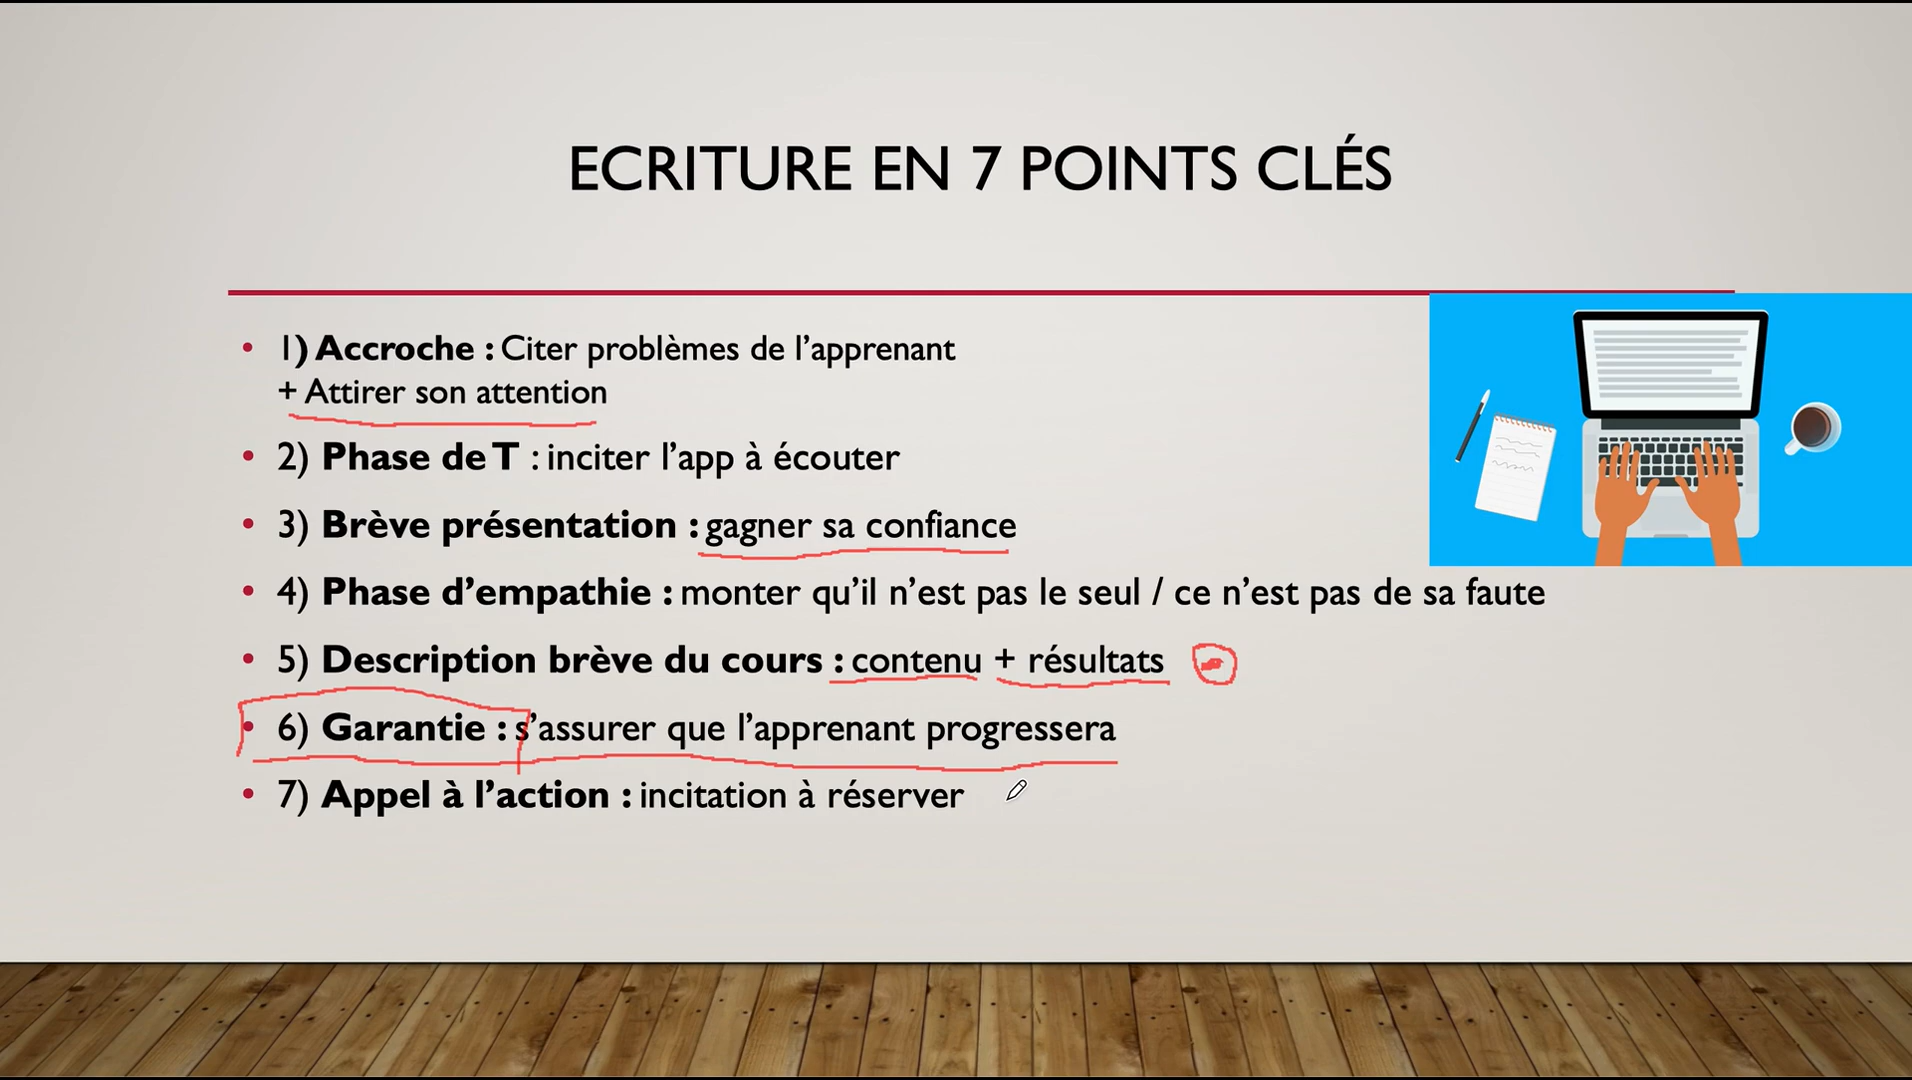 ECRITURE EN 7 POINTS CLÉS
• 1) Accroche : Citer problèmes de l’apprenant
+ Attirer son attention
• 2) Phase de T : inciter l’app à écouter
• 3) Brève présentation : gagner sa confiance
• 4) Phase d’empathie : monter qu’il n’est pas le seul / ce n’est pas de sa faute
• 5) Description brève du cours : contenu + résultats
• 6) Garantie : s’assurer que l’apprenant progressera
• 7) Appel à l’action : incitation à réserver